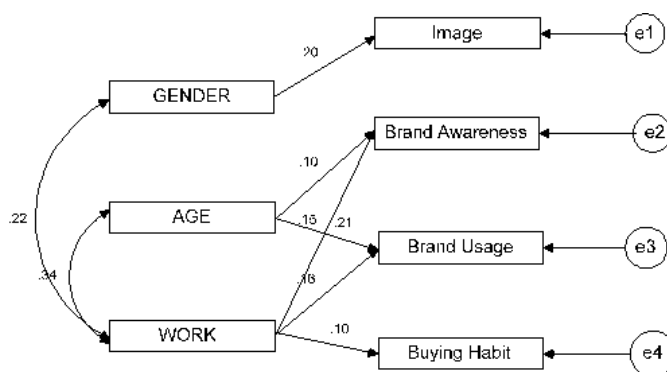 Image
e1
.20
GENDER
Brand Awareness
e2
.10
.22
AGE
.15
.21
Brand Usage
e3
.34
.16
WORK
.10
Buying Habit
e4